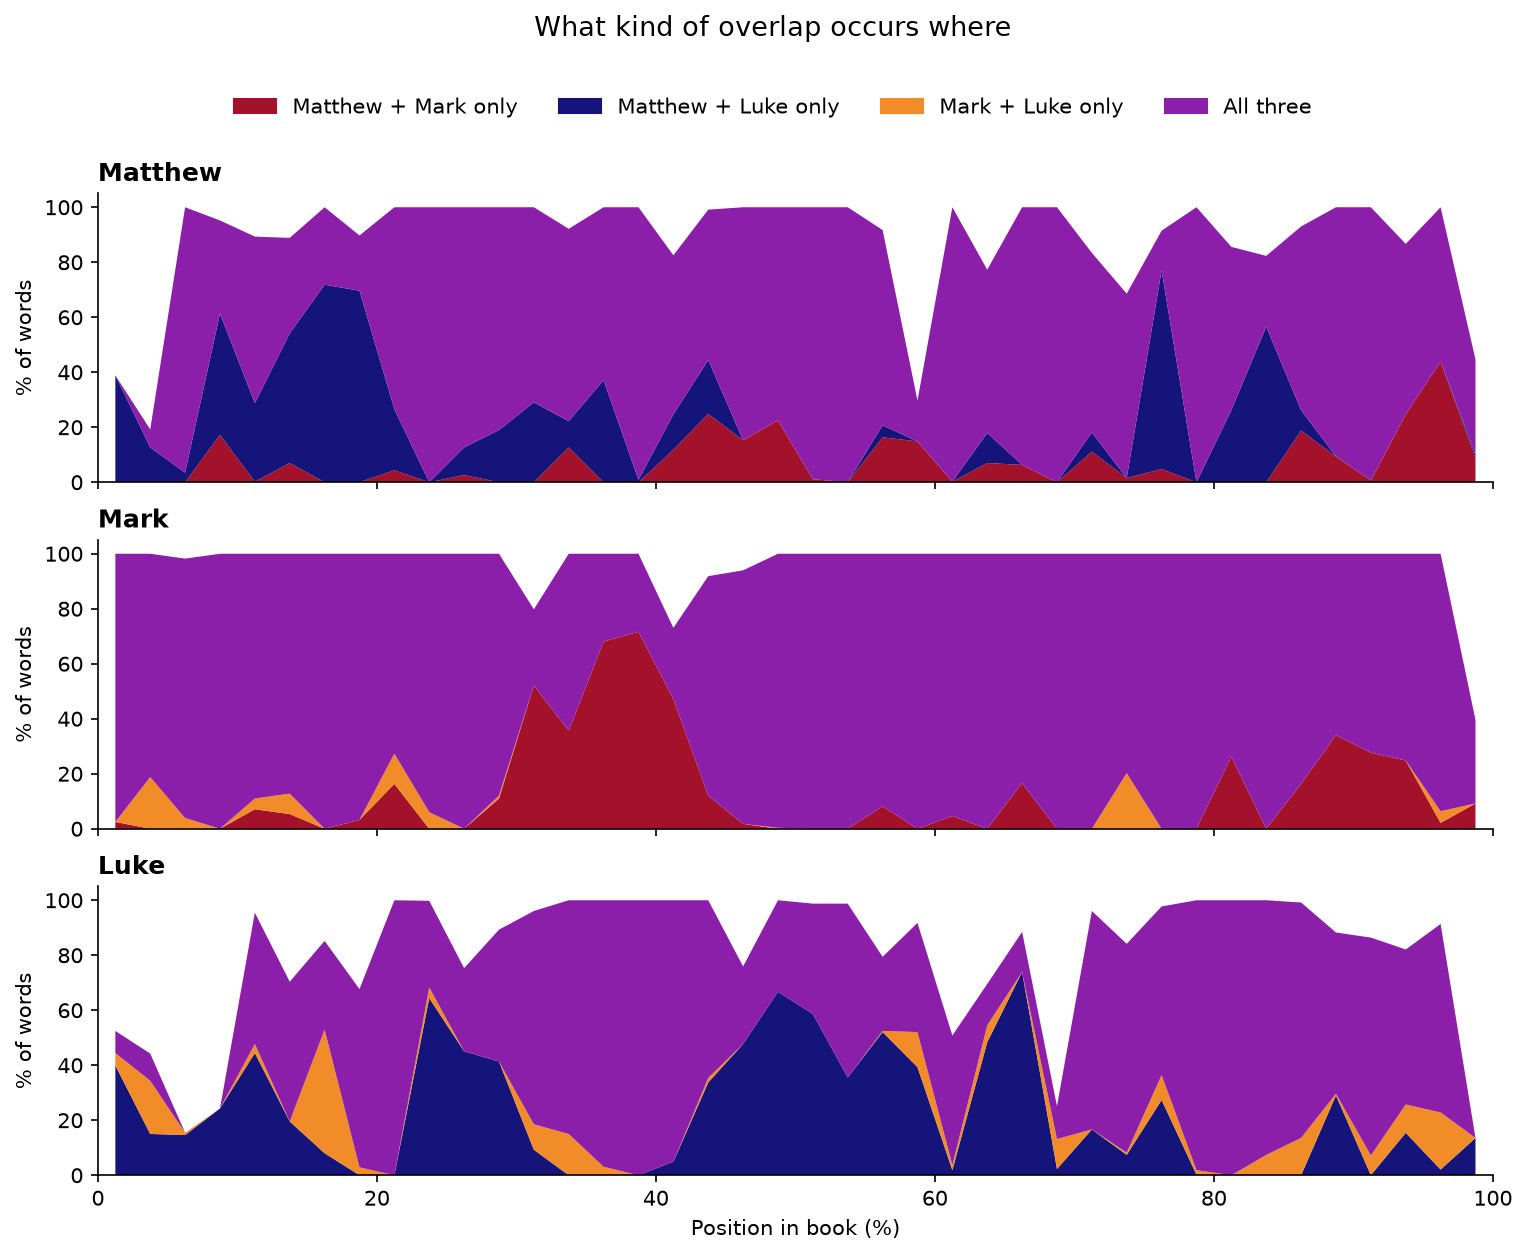 What kind of overlap occurs where
Matthew + Mark only
Matthew + Luke only
Mark + Luke only
All three
Matthew
100
80
60
40
20
0
% of words
Mark
100
80
60
40
20
0
% of words
Luke
100
80
60
40
20
0
% of words
0 20 40 60 80 100
Position in book (%)